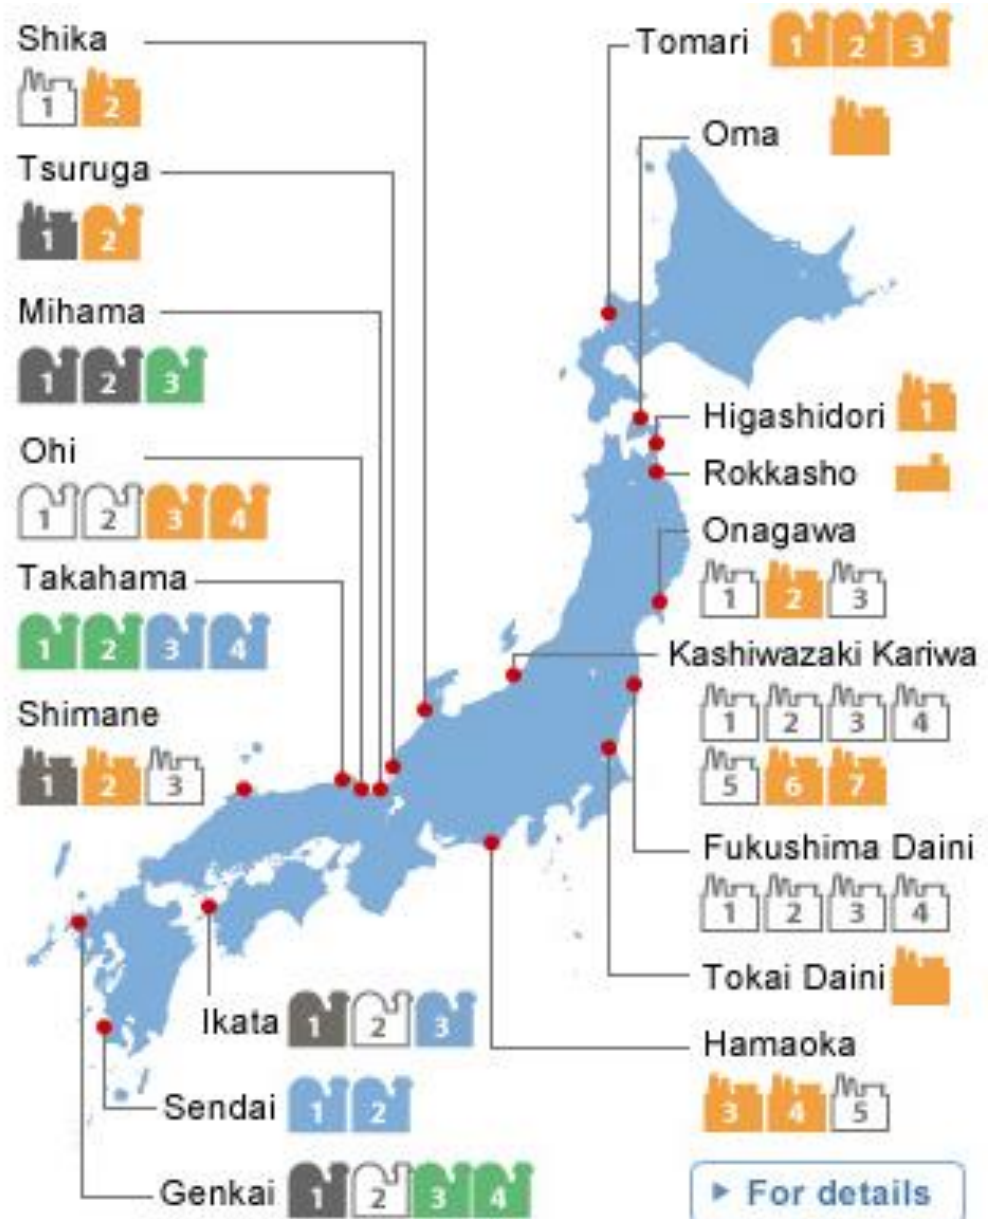 Shika
1 2
Tsuruga
1 2
Mihama
1 2 3
Ohi
1 2 3 4
Takahama
1 2 3 4
Shimane
1 2 3
Tomari 1 2 3
Oma
Higashidori 1
Rokkasho
Onagawa
1 2 3
Kashiwazaki Kariwa
1 2 3 4
5 6 7
Fukushima Daini
1 2 3 4
Tokai Daini
Hamaoka
3 4 5
Ikata 1 2 3
Sendai 1 2
Genkai 1 2 3 4
For details